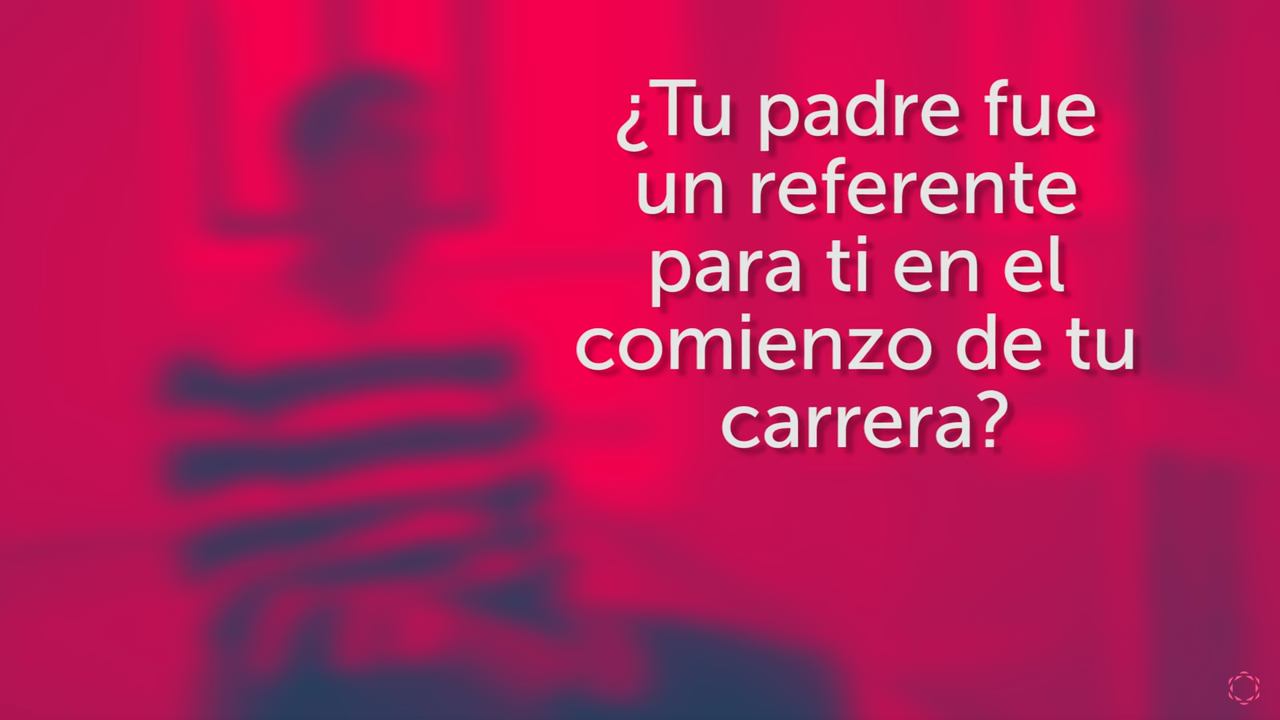 ¿Tu padre fue
un referente
para ti en el
comienzo de tu
carrera?